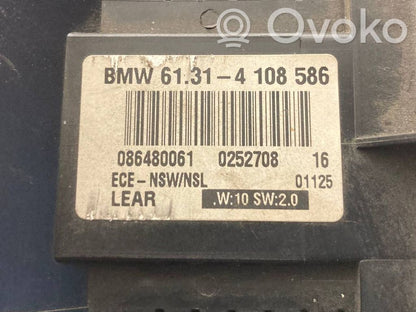 Ovoko
BMW 61.31-4 108 586
086480061 0252708 16
ECE-NSW/NSL 01125
LEAR .W:10 SW:2.0